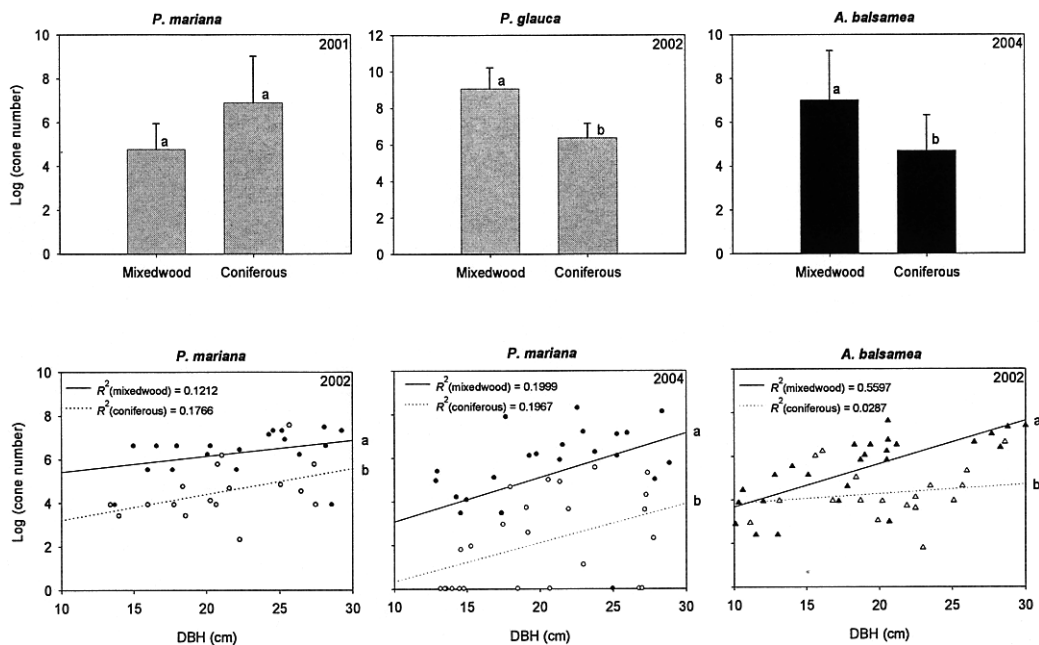 P. mariana
P. glauca
A. balsamea
10
8
6
4
2
0
Log (cone number)
2001
a
a
Mixedwood
Coniferous
12
10
8
6
4
2
0
2002
a
b
Mixedwood
Coniferous
10
8
6
4
2
0
2004
a
b
Mixedwood
Coniferous
P. mariana
P. mariana
A. balsamea
10
8
6
4
2
0
Log (cone number)
R²(mixedwood) = 0.1212
R²(coniferous) = 0.1766
2002
a
b
10
15
20
25
30
DBH (cm)
R²(mixedwood) = 0.1999
R²(coniferous) = 0.1967
2004
a
b
10
15
20
25
30
DBH (cm)
R²(mixedwood) = 0.5597
R²(coniferous) = 0.0287
2002
a
b
10
15
20
25
30
DBH (cm)